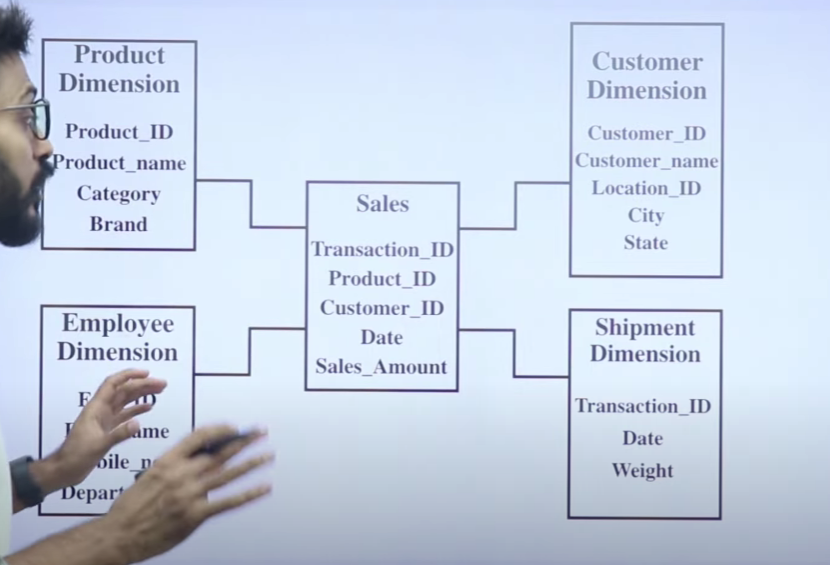 Product
Dimension
Product_ID
Product_name
Category
Brand
Customer
Dimension
Customer_ID
Customer_name
Location_ID
City
State
Sales
Transaction_ID
Product_ID
Customer_ID
Date
Sales_Amount
Employee
Dimension
Shipment
Dimension
Transaction_ID
Date
Weight